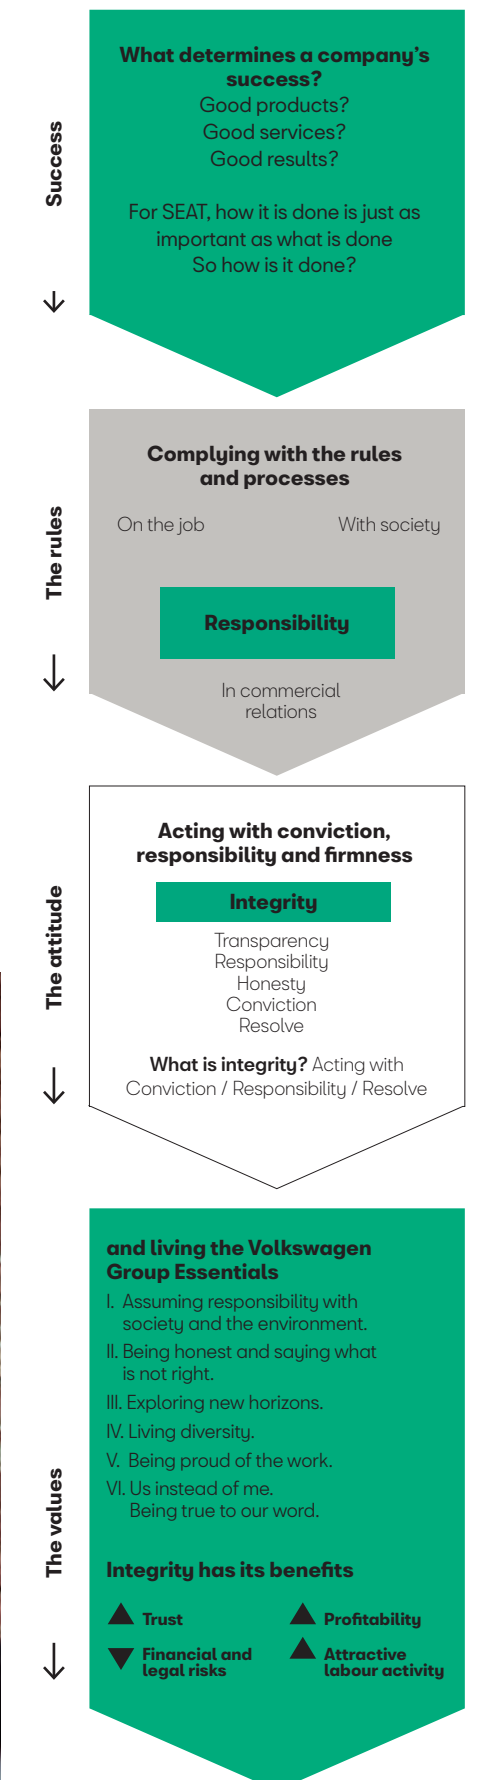 Success
What determines a company's
success?
Good products?
Good services?
Good results?
For SEAT, how it is done is just as
important as what is done
So how is it done?
The rules
Complying with the rules
and processes
On the job
With society
Responsibility
In commercial
relations
The attitude
Acting with conviction,
responsibility and firmness
Integrity
Transparency
Responsibility
Honesty
Conviction
Resolve
What is integrity? Acting with
Conviction / Responsibility / Resolve
The values
and living the Volkswagen
Group Essentials
I. Assuming responsibility with
society and the environment.
II. Being honest and saying what
is not right.
III. Exploring new horizons.
IV. Living diversity.
V. Being proud of the work.
VI. Us instead of me.
Being true to our word.
Integrity has its benefits
Trust
Profitability
Financial and
legal risks
Attractive
labour activity